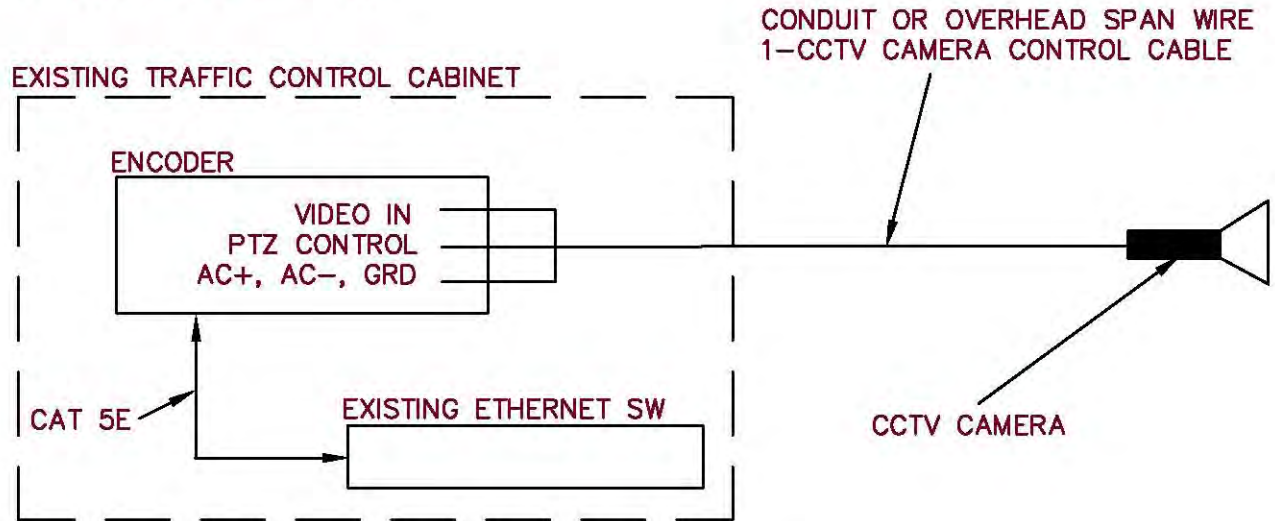 CONDUIT OR OVERHEAD SPAN WIRE
1-CCTV CAMERA CONTROL CABLE
EXISTING TRAFFIC CONTROL CABINET
ENCODER
VIDEO IN
PTZ CONTROL
AC+, AC-, GRD
CAT 5E
EXISTING ETHERNET SW
CCTV CAMERA